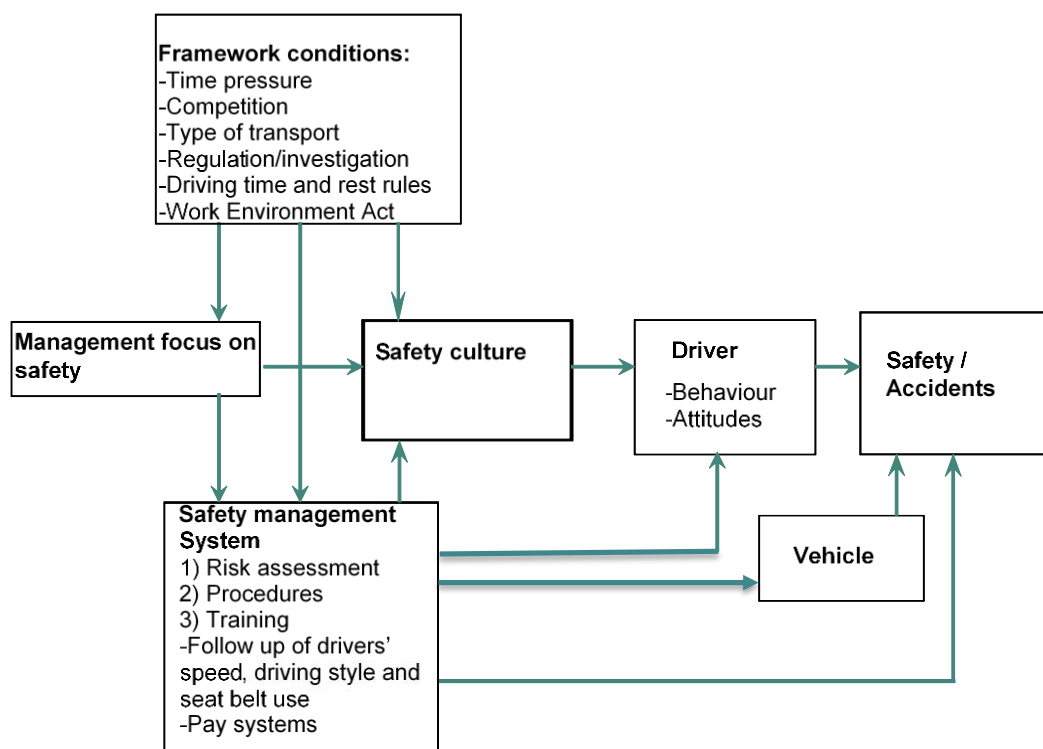 Framework conditions:
-Time pressure
-Competition
-Type of transport
-Regulation/investigation
-Driving time and rest rules
-Work Environment Act
Management focus on
safety
Safety culture
Driver
-Behaviour
-Attitudes
Safety /
Accidents
Safety management
System
1) Risk assessment
2) Procedures
3) Training
-Follow up of drivers’
speed, driving style and
seat belt use
-Pay systems
Vehicle